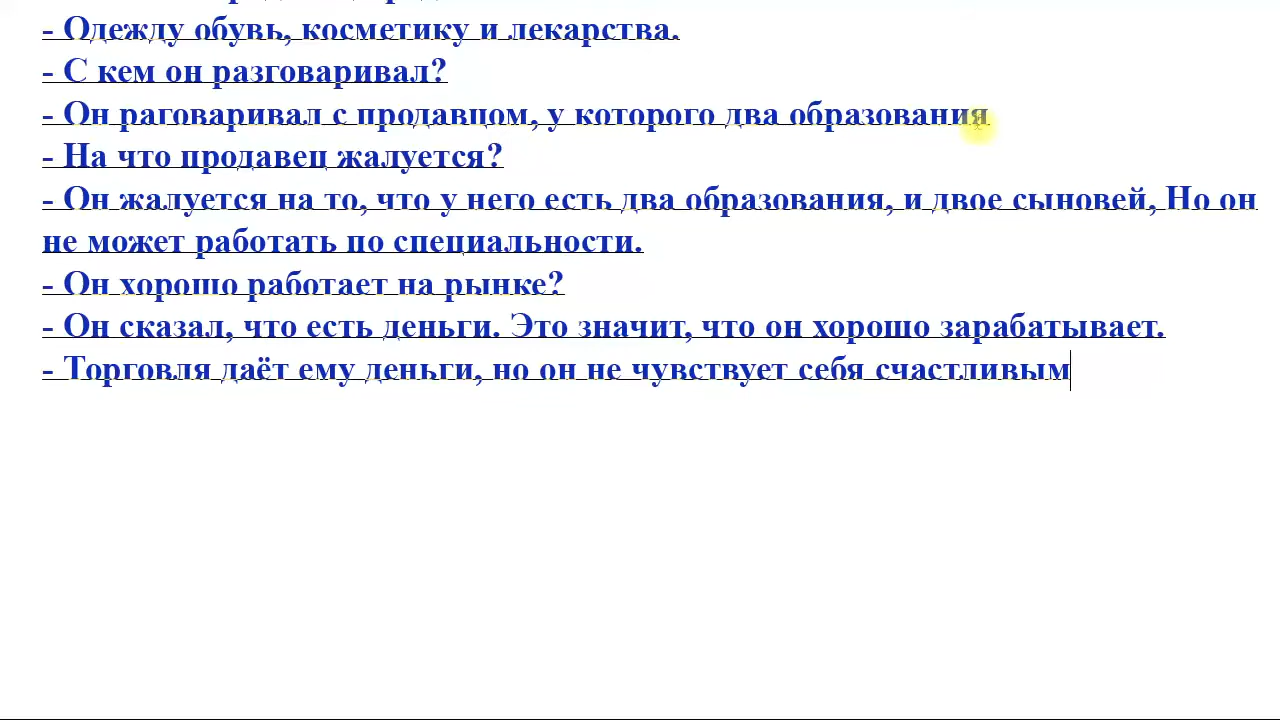 - Одежду обувь, косметику и лекарства.
- С кем он разговаривал?
- Он раговаривал с продавцом, у которого два образования
- На что продавец жалуется?
- Он жалуется на то, что у него есть два образования, и двое сыновей, Но он
не может работать по специальности.
- Он хорошо работает на рынке?
- Он сказал, что есть деньги. Это значит, что он хорошо зарабатывает.
- Торговля даёт ему деньги, но он не чувствует себя счастливым